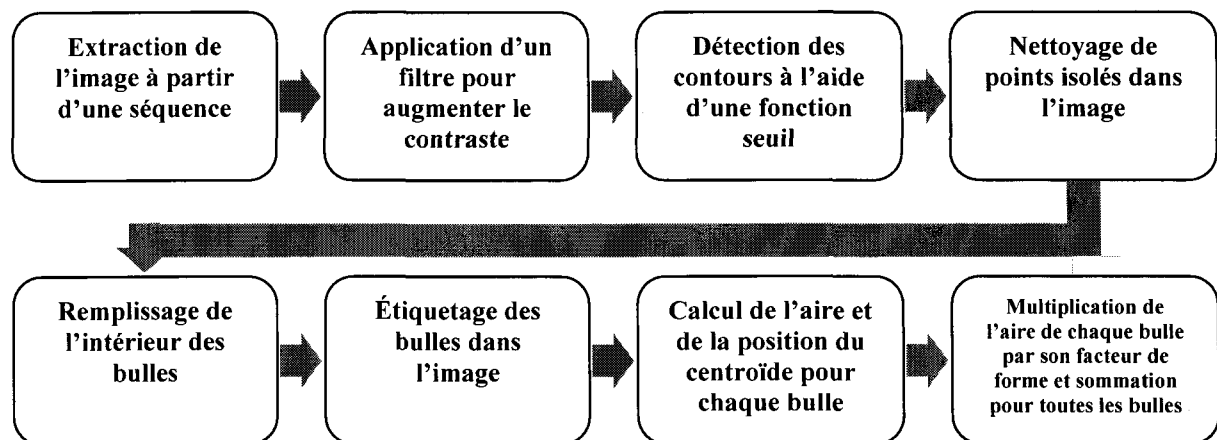 Extraction de
l'image à partir
d'une séquence
Application d'un
filtre pour
augmenter le
contraste
Détection des
contours à l'aide
d'une fonction
seuil
Nettoyage de
points isolés dans
l'image
Remplissage de
l'intérieur des
bulles
Étiquetage des
bulles dans
l'image
Calcul de l'aire et
de la position du
centroïde pour
chaque bulle
Multiplication de
l'aire de chaque bulle
par son facteur de
forme et sommation
pour toutes les bulles